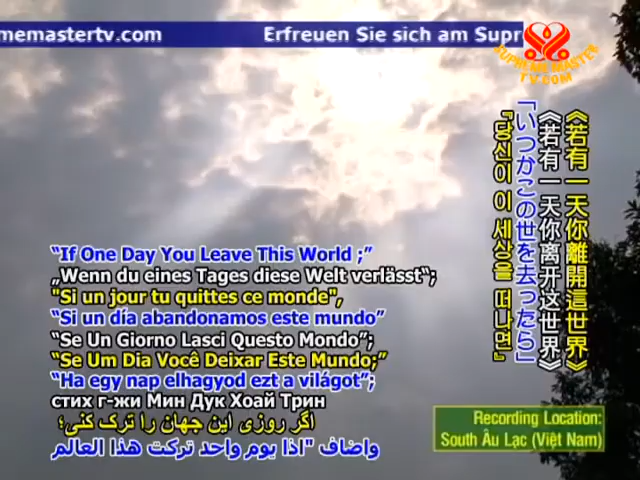 memastertv.com
Erfreuen Sie sich am Supr
SUPREME MASTER
TV.COM
“If One Day You Leave This World ;”
„Wenn du eines Tages diese Welt verlässt“;
"Si un jour tu quittes ce monde",
“Si un día abandonamos este mundo”
“Se Un Giorno Lasci Questo Mondo”;
“Se Um Dia Você Deixar Este Mundo;”
“Ha egy nap elhagyod ezt a világot”;
стих г-жи Мин Дук Хоай Трин
اگر روزی این جهان را ترک کنی؛
واضاف "اذا يوم واحد تركت هذا العالم
《若有一天你離開這世界》
《若有一天你离开这世界》
「いつかこの世を去ったら」
『당신이 이 세상을 떠나면』
Recording Location:
South Âu Lạc (Việt Nam)